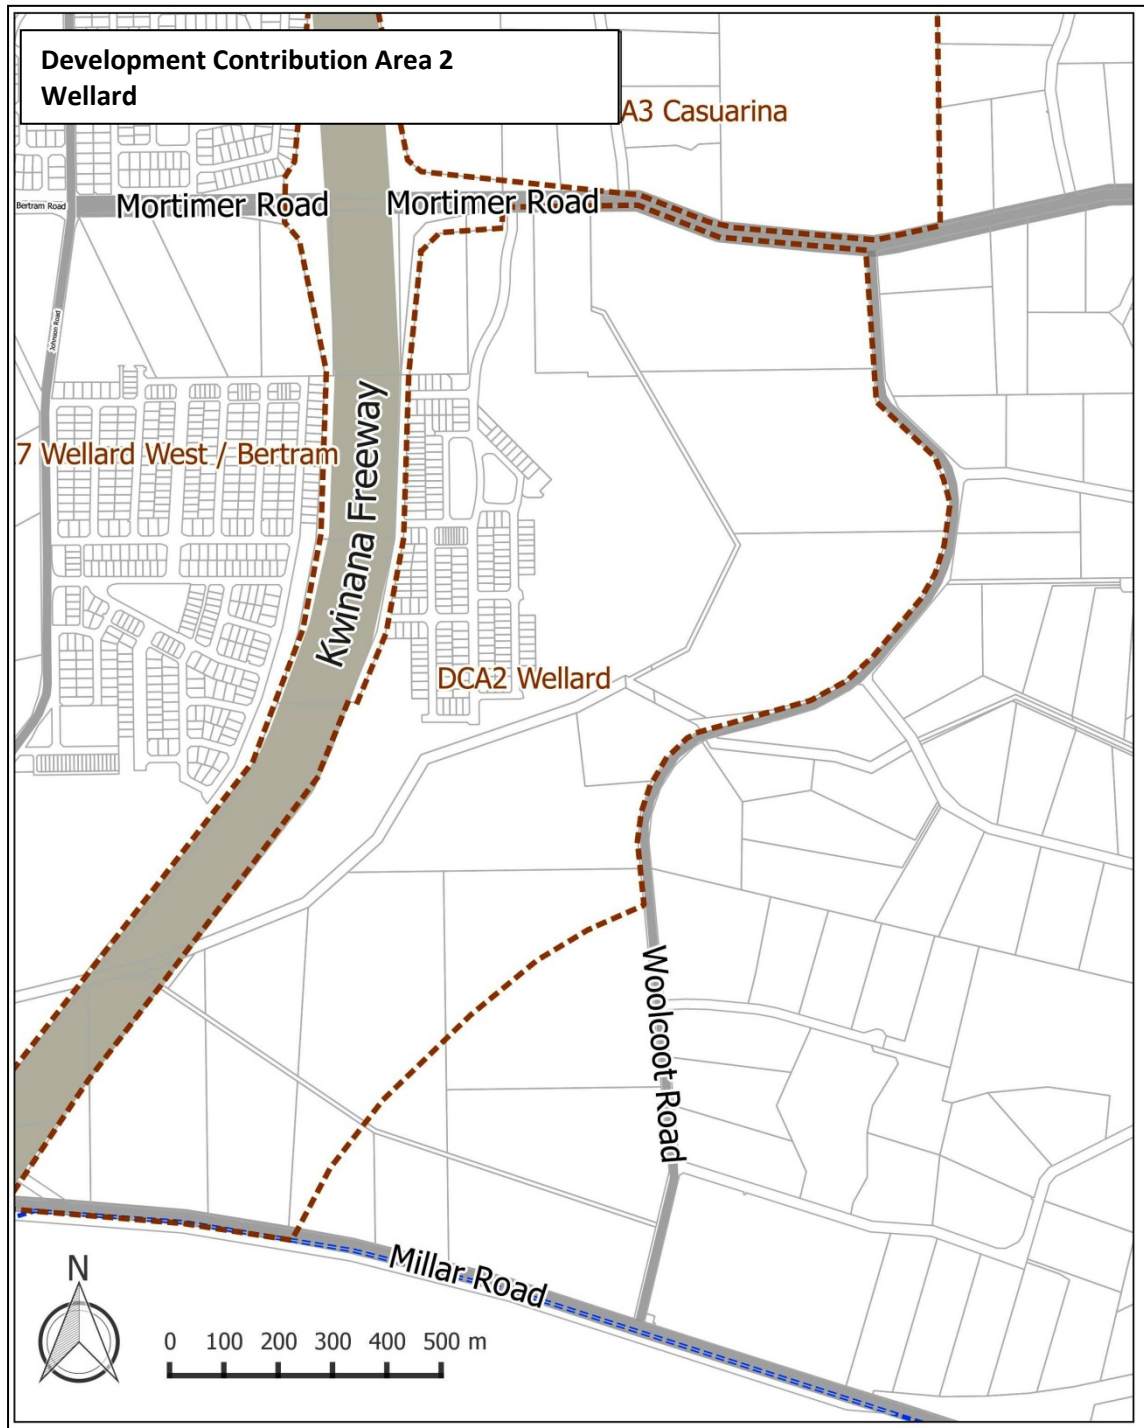 Development Contribution Area 2
Wellard
A3 Casuarina
Mortimer Road
Mortimer Road
Bertram Road
Johnson Road
7 Wellard West / Bertram
Kwinana Freeway
DCA2 Wellard
Woolcoot Road
Millar Road
N
0 100 200 300 400 500 m